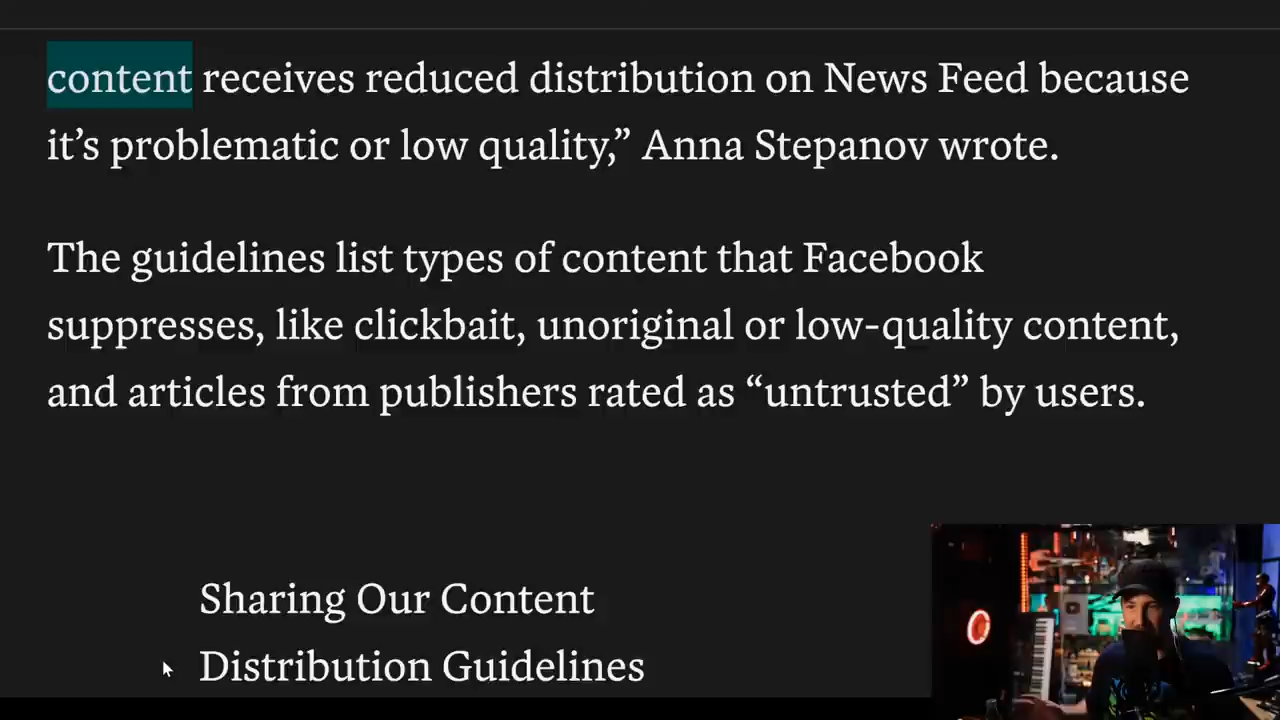 content receives reduced distribution on News Feed because
it’s problematic or low quality,” Anna Stepanov wrote.
The guidelines list types of content that Facebook
suppresses, like clickbait, unoriginal or low-quality content,
and articles from publishers rated as “untrusted” by users.
Sharing Our Content
Distribution Guidelines